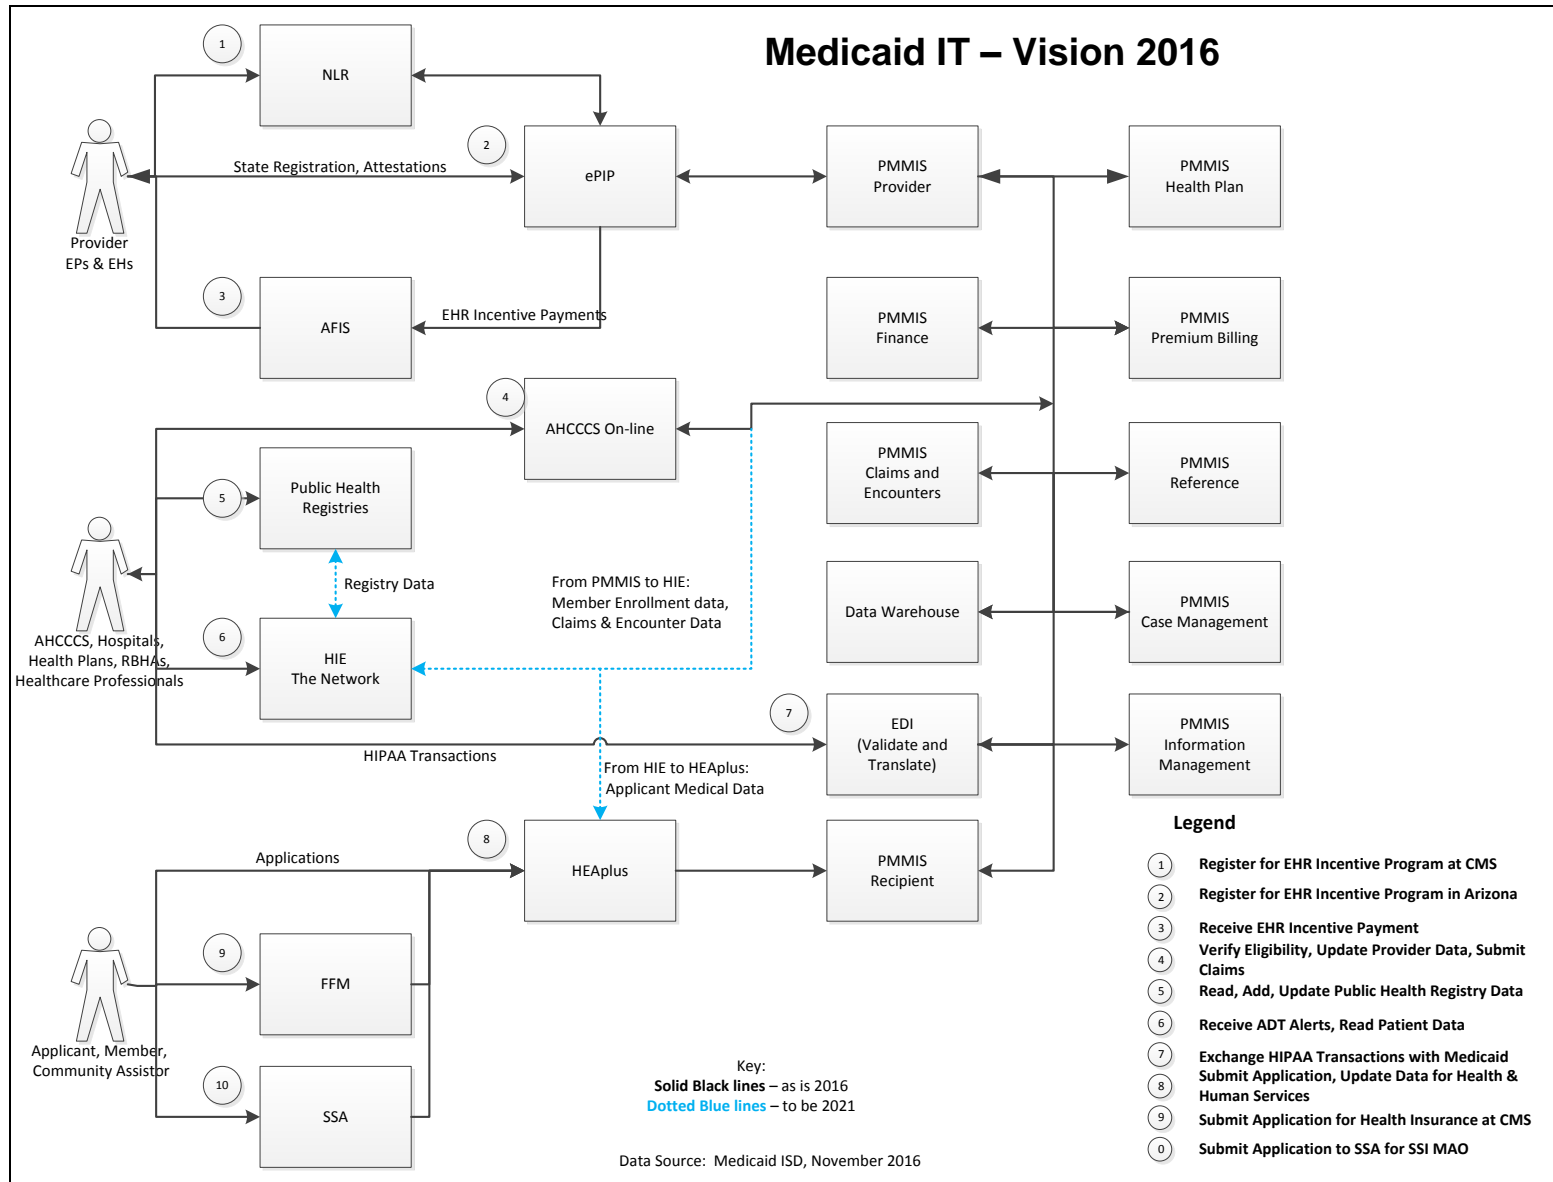 Medicaid IT – Vision 2016
1
NLR
2
State Registration, Attestations
ePIP
PMMIS
Provider
PMMIS
Health Plan
Provider
EPs & EHs
3
AFIS
EHR Incentive Payments
PMMIS
Finance
PMMIS
Premium Billing
4
AHCCCS On-line
5
Public Health
Registries
PMMIS
Claims and
Encounters
PMMIS
Reference
Registry Data
From PMMIS to HIE:
Member Enrollment data,
Claims & Encounter Data
Data Warehouse
PMMIS
Case Management
AHCCCS, Hospitals,
Health Plans, RBHAs,
Healthcare Professionals
6
HIE
The Network
7
EDI
(Validate and
Translate)
PMMIS
Information
Management
HIPAA Transactions
From HIE to HEAplus:
Applicant Medical Data
Applications
8
HEAplus
PMMIS
Recipient
9
FFM
Applicant, Member,
Community Assistor
10
SSA
Key:
Solid Black lines – as is 2016
Dotted Blue lines – to be 2021
Data Source: Medicaid ISD, November 2016
Legend
1 Register for EHR Incentive Program at CMS
2 Register for EHR Incentive Program in Arizona
3 Receive EHR Incentive Payment
4 Verify Eligibility, Update Provider Data, Submit
Claims
5 Read, Add, Update Public Health Registry Data
6 Receive ADT Alerts, Read Patient Data
7 Exchange HIPAA Transactions with Medicaid
8 Submit Application, Update Data for Health &
Human Services
9 Submit Application for Health Insurance at CMS
0 Submit Application to SSA for SSI MAO